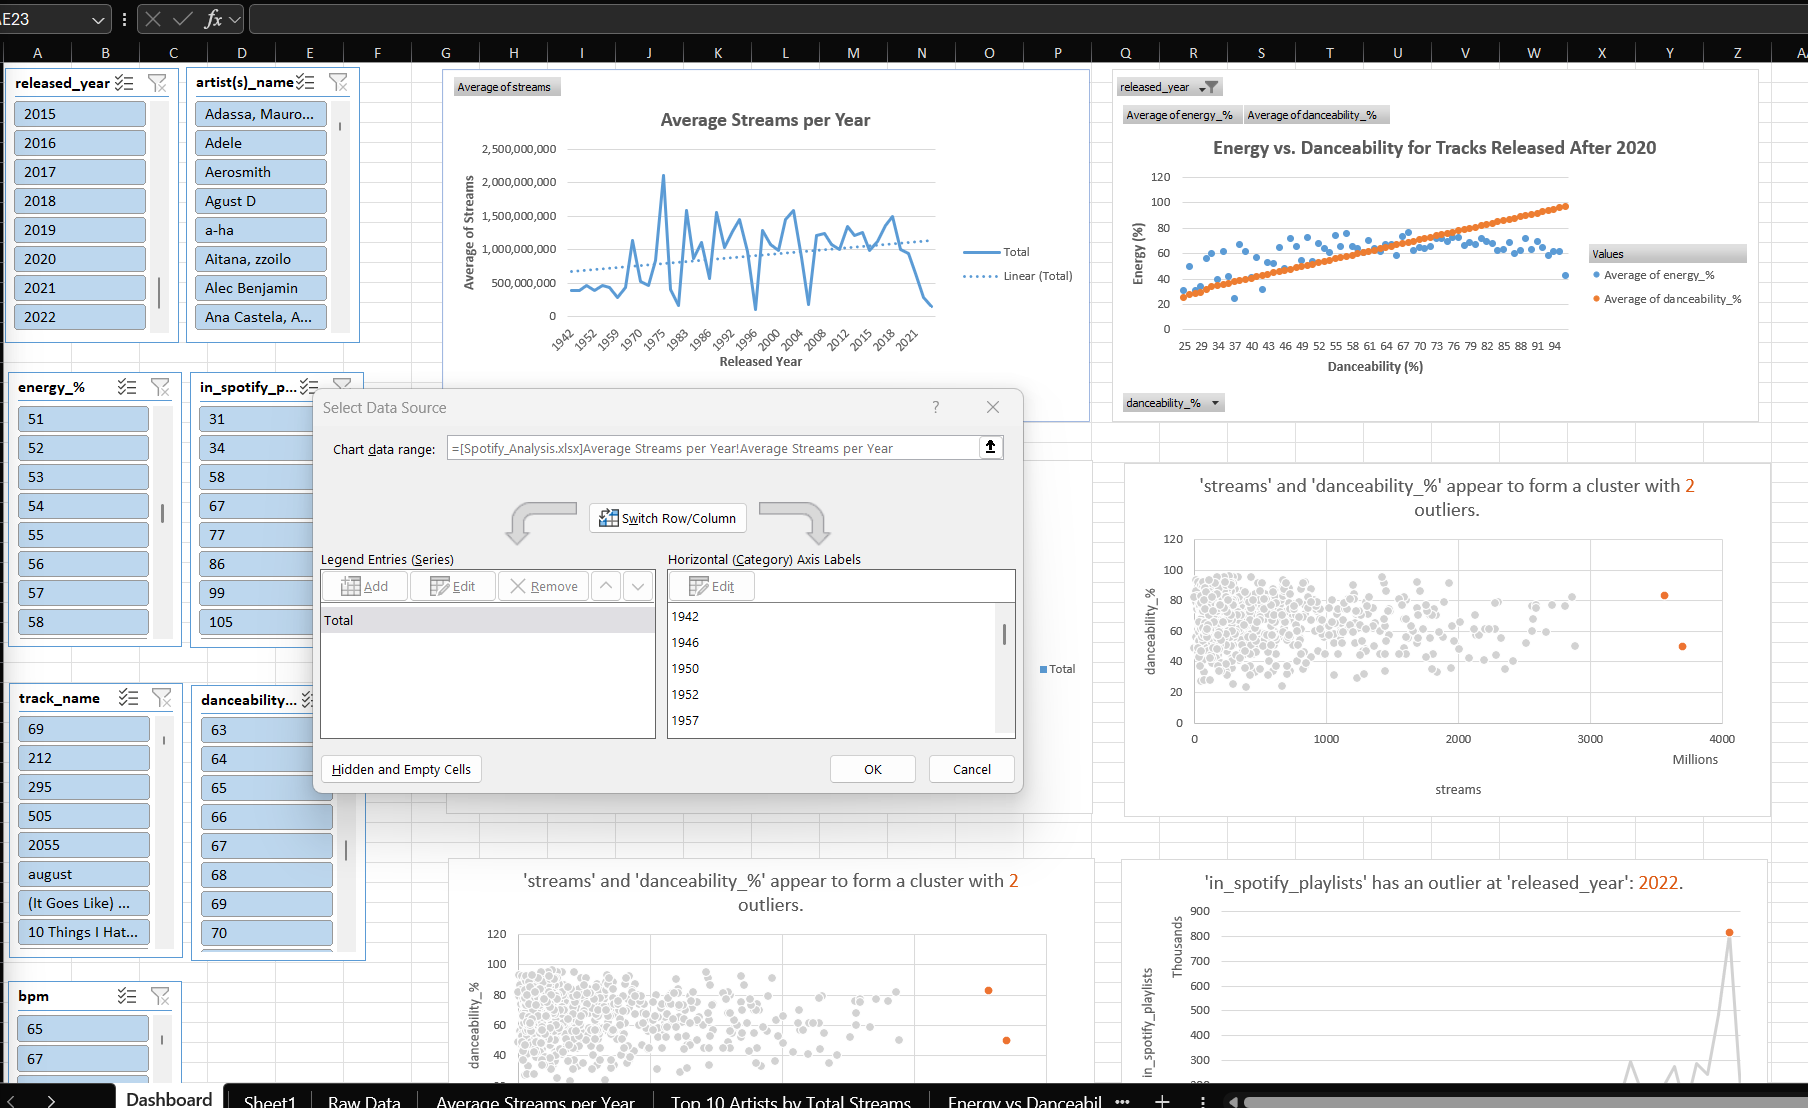 E23
fx
A B C D E F G H I J K L M N O P Q R S T U V W X Y Z
released_year
2015
2016
2017
2018
2019
2020
2021
2022
artist(s)_name
Adassa, Mauro...
Adele
Aerosmith
Agust D
a-ha
Aitana, zzoilo
Alec Benjamin
Ana Castela, A...
energy_%
51
52
53
54
55
56
57
58
in_spotify_p...
31
34
58
67
77
86
99
105
track_name
69
212
295
505
2055
august
(It Goes Like) ...
10 Things I Hat...
danceability...
63
64
65
66
67
68
69
70
bpm
65
67
Average of streams
Average Streams per Year
Average of Streams
2,500,000,000
2,000,000,000
1,500,000,000
1,000,000,000
500,000,000
0
1942 1952 1959 1970 1975 1983 1986 1992 1996 2000 2004 2008 2012 2015 2018 2021
Released Year
Total
Linear (Total)
released_year
Average of energy_% Average of danceability_%
Energy vs. Danceability for Tracks Released After 2020
Energy (%)
120
100
80
60
40
20
0
25 29 34 37 40 43 46 49 52 55 58 61 64 67 70 73 76 79 82 85 88 91 94
Danceability (%)
Values
Average of energy_%
Average of danceability_%
danceability_%
Select Data Source
?
Chart data range: =[Spotify_Analysis.xlsx]Average Streams per Year!Average Streams per Year
Switch Row/Column
Legend Entries (Series)
Add Edit Remove
Total
Horizontal (Category) Axis Labels
Edit
1942
1946
1950
1952
1957
Hidden and Empty Cells
OK Cancel
Total
'streams' and 'danceability_%' appear to form a cluster with 2
outliers.
danceability_%
120
100
80
60
40
20
0
0 1000 2000 3000 4000
Millions
streams
'streams' and 'danceability_%' appear to form a cluster with 2
outliers.
danceability_%
120
100
80
60
40
'in_spotify_playlists' has an outlier at 'released_year': 2022.
in_spotify_playlists
Thousands
900
800
700
600
500
400
300
Dashboard Sheet1 Raw Data Average Streams per Year Top 10 Artists by Total Streams Energy vs Danceabil ...